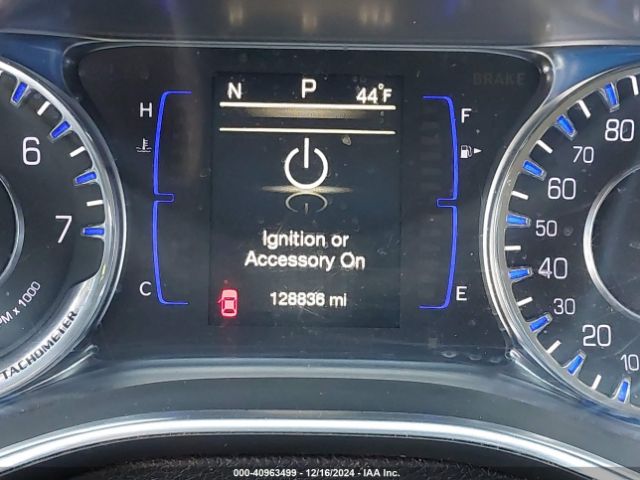 N P 44°F
BRAKE
H
F
C
E
Ignition or
Accessory On
128836 mi
6
7
RPM x 1000
TACHOMETER
80
70
60
50
40
30
20
10
000-40963499 - 12/16/2024 - IAA Inc.